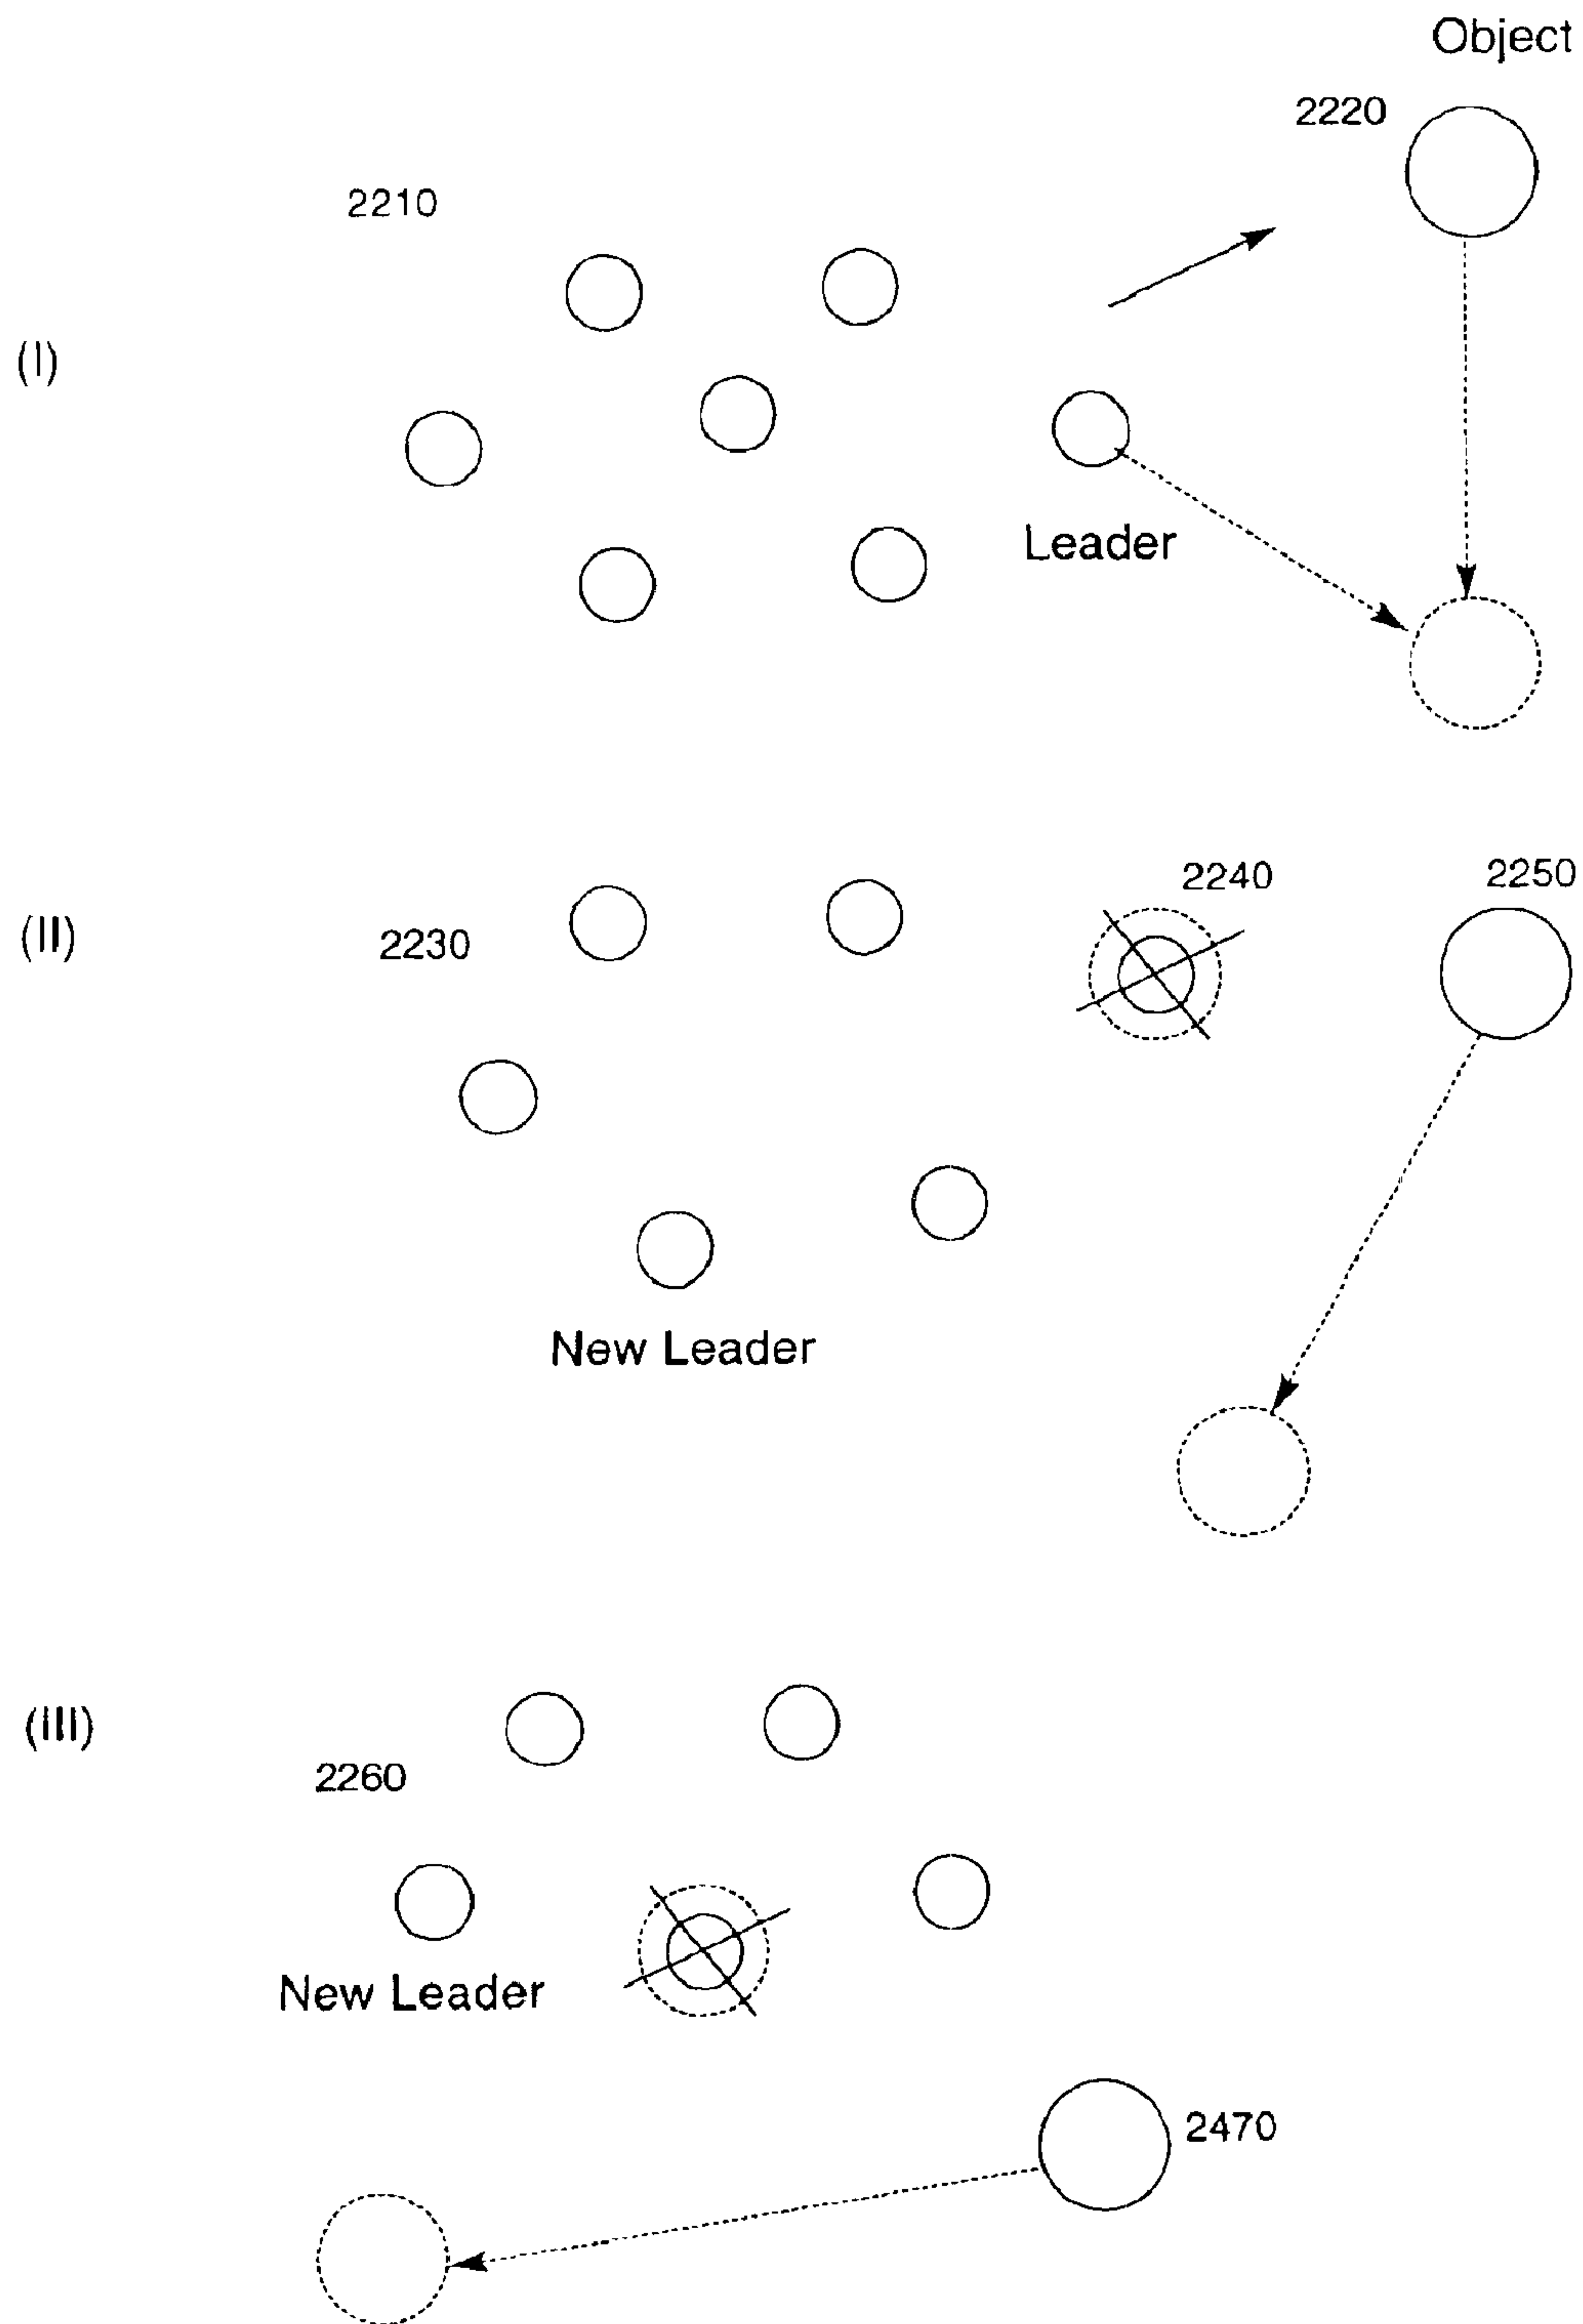 Object
2220
2210
(I)
Leader
2240
2250
(II)
2230
New Leader
(III)
2260
New Leader
2470